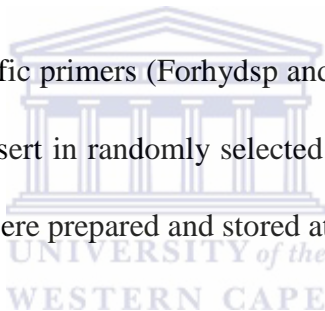 fic primers (Forhydsp and
sert in randomly selected
ere prepared and stored at
UNIVERSITY of the
WESTERN CAPE